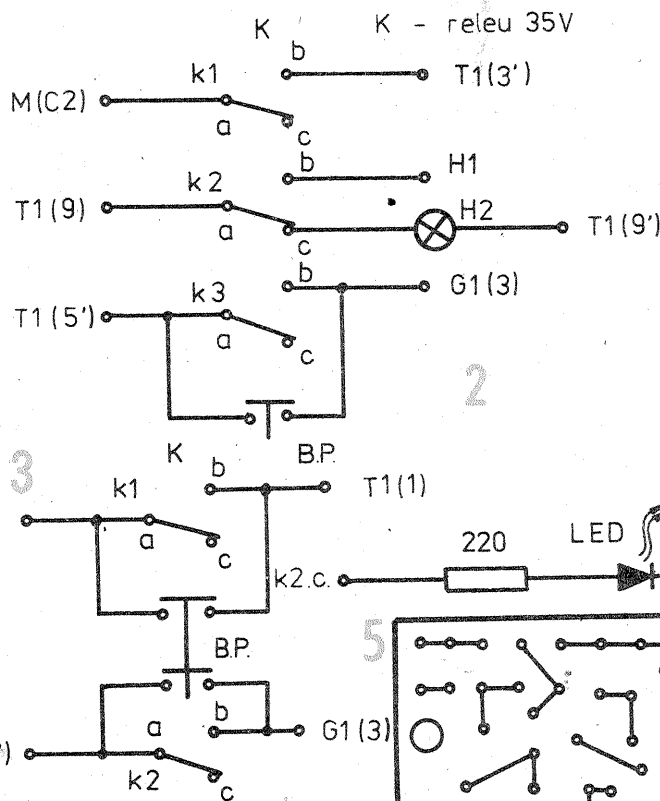 K
K - releu 35V
b
T1(3')
k1
M(C2)
a
c
b
H1
k2
H2
T1(9)
T1(9')
a
c
b
G1(3)
k3
T1(5')
a
c
2
K
B.P.
3
b
T1(1)
k1
a
c
220
LED
k2.c.
B.P.
5
a
b
G1(3)
)
k2
c